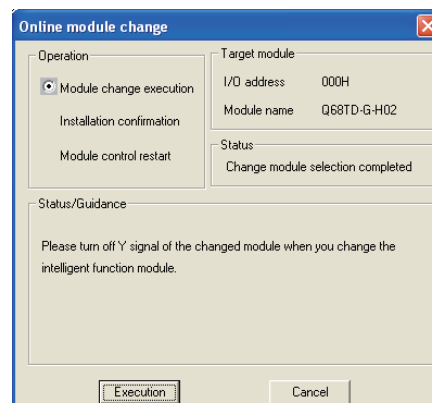 Online module change
Operation
Module change execution
Installation confirmation
Module control restart
Target module
I/O address 000H
Module name Q68TD-G-H02
Status
Change module selection completed
Status/Guidance
Please turn off Y signal of the changed module when you change the
intelligent function module.
Execution Cancel